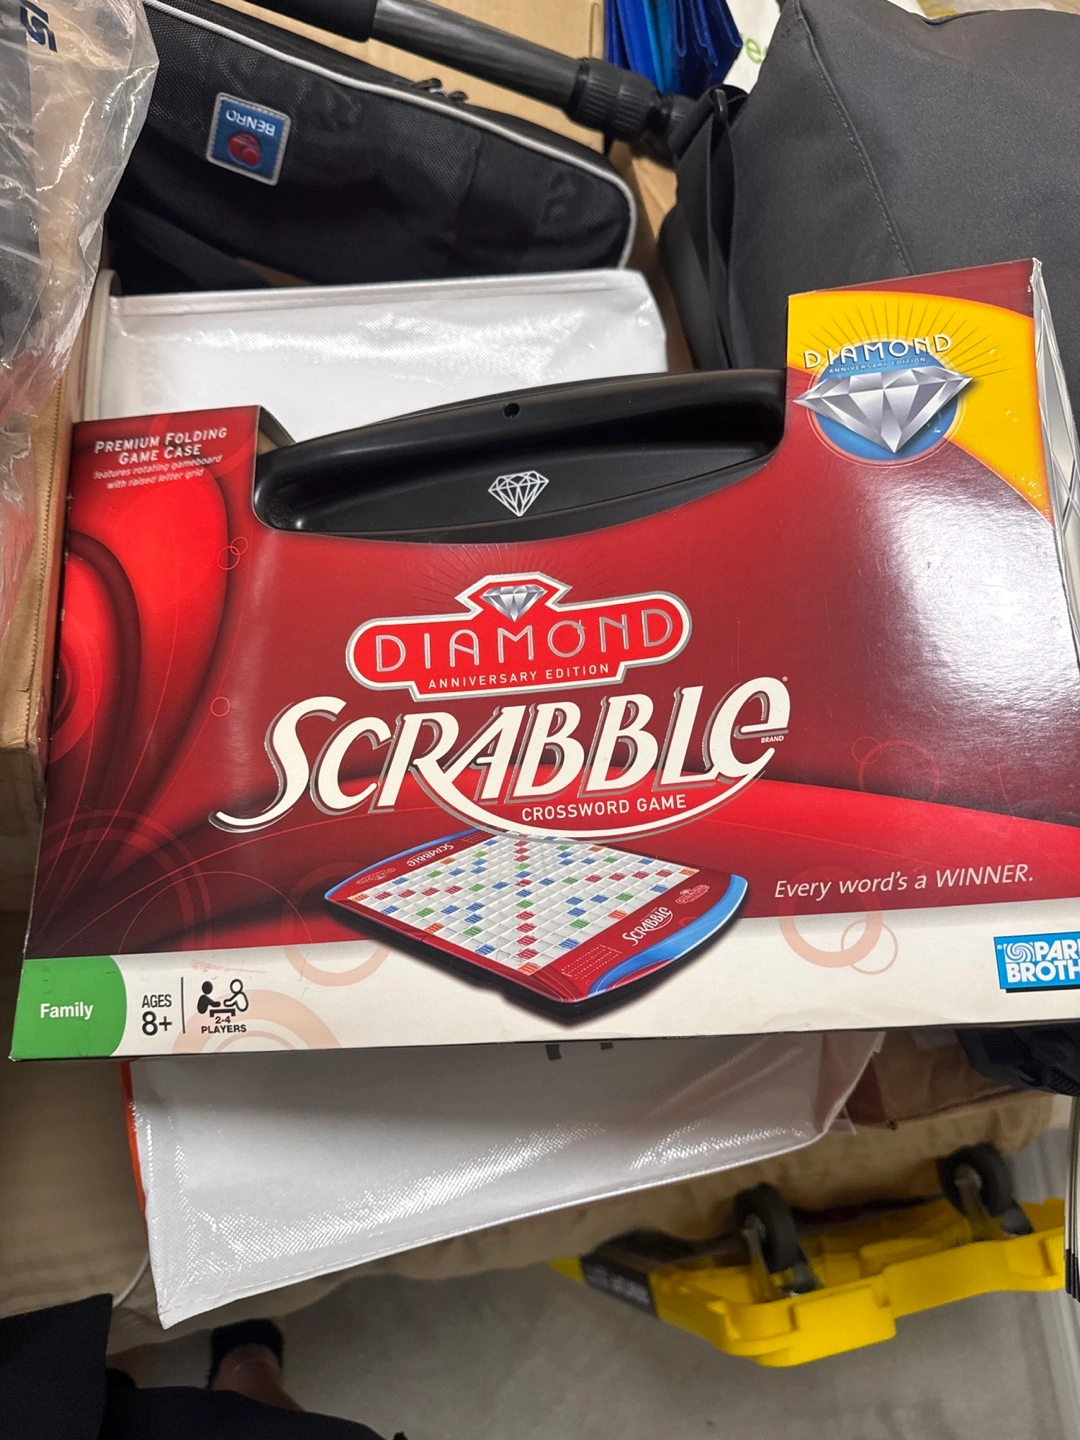 BENRO
DIAMOND
ANNIVERSARY EDITION
PREMIUM FOLDING
GAME CASE
features rotating gameboard
with raised letter grid
DIAMOND
ANNIVERSARY EDITION
SCRABBLE
BRAND
CROSSWORD GAME
SCRABBLE
SCRABBLE
Every word's a WINNER.
Family
AGES
8+
2-4
PLAYERS
PAR
BROTH